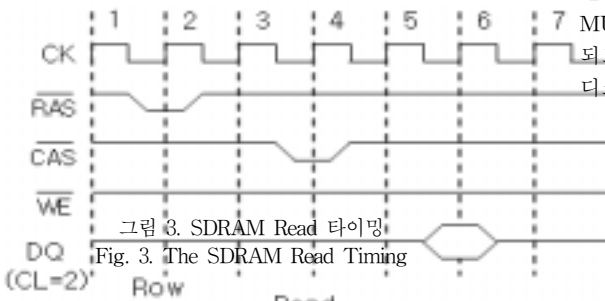 1 2 3 4 5 6 7
MU
CK
되
RAS
디
CAS
WE
그림 3. SDRAM Read 타이밍
DQ
Fig. 3. The SDRAM Read Timing
(CL=2)
Row
Read